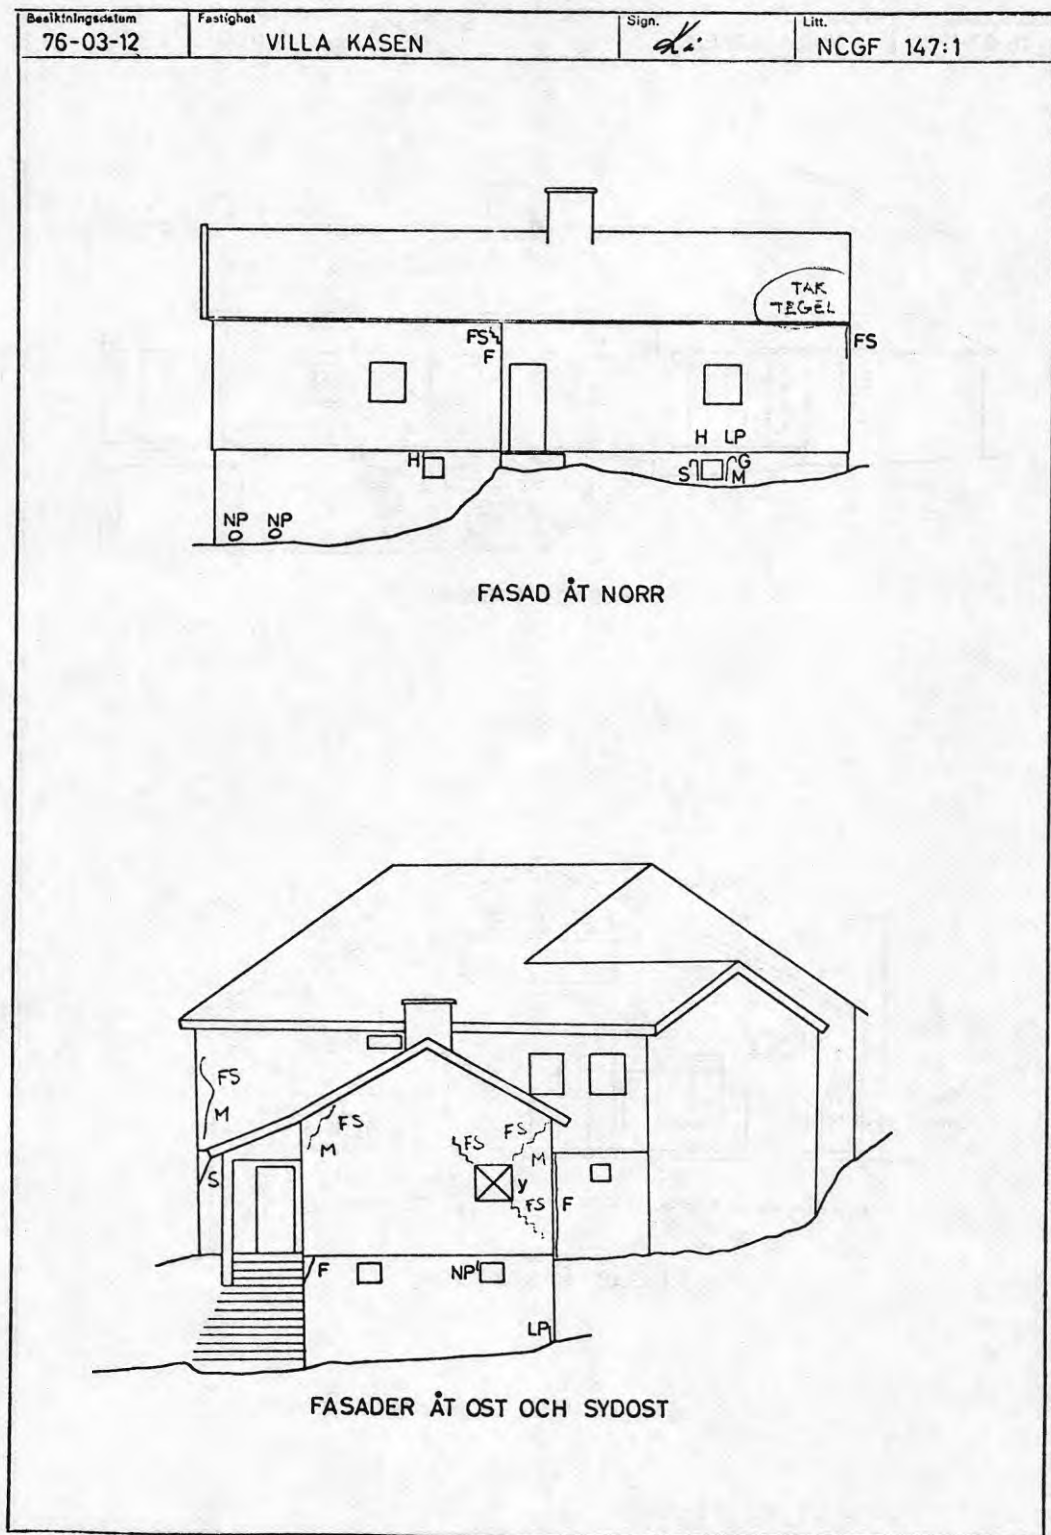 Besiktningsdatum Fastighet Sign. Litt.
76-03-12 VILLA KASEN NCGF 147:1
TAK
TEGEL
FS FS
F
H LP
H S G
M
NP NP
FASAD ÅT NORR
FS
M
FS
M
FS FS
M
S y
FS F
F NP
LP
FASADER ÅT OST OCH SYDOST